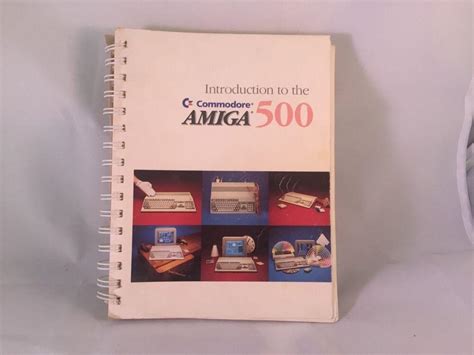 Introduction to the
Commodore
AMIGA 500